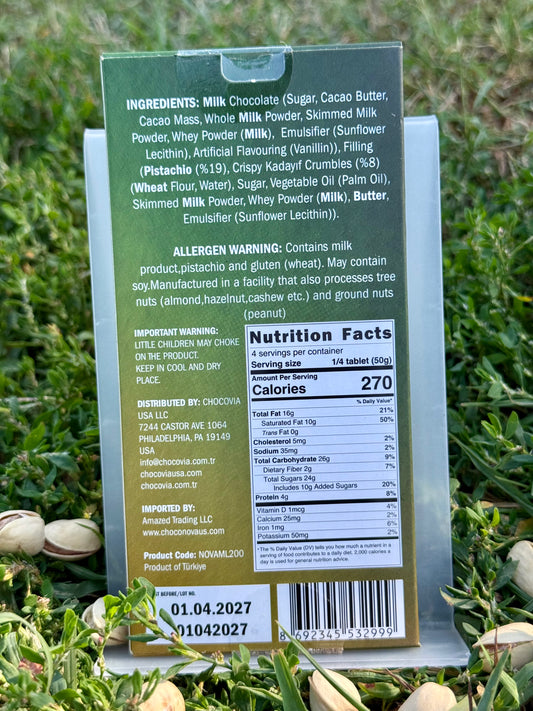 INGREDIENTS: Milk Chocolate (Sugar, Cacao Butter,
Cacao Mass, Whole Milk Powder, Skimmed Milk
Powder, Whey Powder (Milk), Emulsifier (Sunflower
Lecithin), Artificial Flavouring (Vanillin)), Filling
(Pistachio (%19), Crispy Kadayıf Crumbles (%8)
(Wheat Flour, Water), Sugar, Vegetable Oil (Palm Oil),
Skimmed Milk Powder, Whey Powder (Milk), Butter,
Emulsifier (Sunflower Lecithin)).
ALLERGEN WARNING: Contains milk
product,pistachio and gluten (wheat). May contain
soy.Manufactured in a facility that also processes tree
nuts (almond,hazelnut,cashew etc.) and ground nuts
(peanut)
IMPORTANT WARNING:
LITTLE CHILDREN MAY CHOKE
ON THE PRODUCT.
KEEP IN COOL AND DRY
PLACE.
DISTRIBUTED BY: CHOCOVIA
USA LLC
7244 CASTOR AVE 1064
PHILADELPHIA, PA 19149
USA
info@chocovia.com
chocoviausa.com
chocovia.com
IMPORTED BY:
Amazed Trading LLC
www.choconovaus.com
Product Code: NOVAML200
Product of Türkiye
Nutrition Facts
4 servings per container
Serving size 1/4 tablet (50g)
Amount Per Serving
Calories 270
% Daily Value*
Total Fat 16g 21%
Saturated Fat 10g 50%
Trans Fat 0g
Cholesterol 5mg 2%
Sodium 35mg 2%
Total Carbohydrate 26g 9%
Dietary Fiber 2g 7%
Total Sugars 24g
Includes 10g Added Sugars 20%
Protein 4g 8%
Vitamin D 1mcg 4%
Calcium 25mg 2%
Iron 1mg 6%
Potassium 50mg 2%
*The % Daily Value (DV) tells you how much a nutrient in a
serving of food contributes to a daily diet. 2,000 calories a
day is used for general nutrition advice.
BEFORE/LOT NO.
01.04.2027
01042027
8 692345 532999